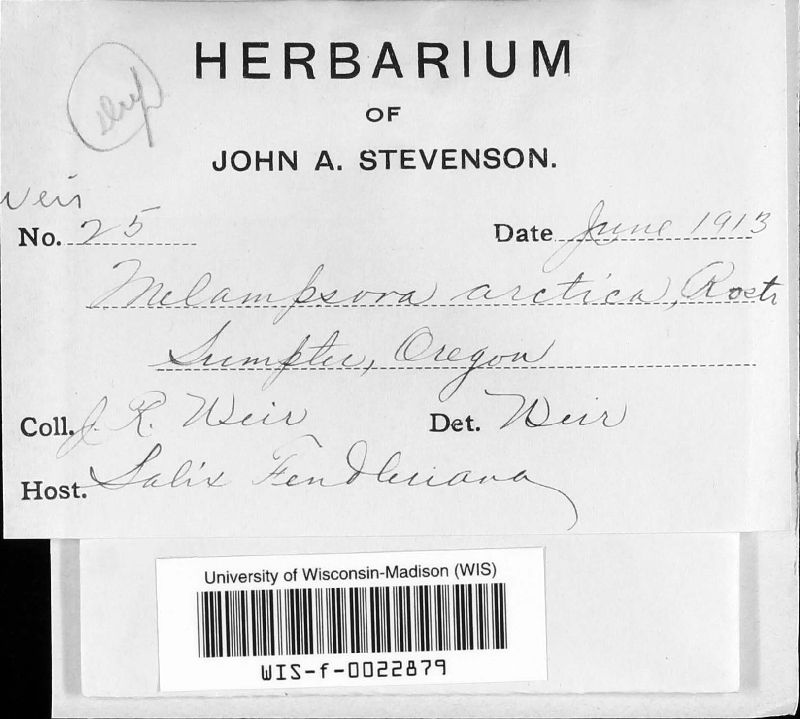 HERBARIUM
OF
JOHN A. STEVENSON.
dup
Weir
No. 25
Date June 1913
Melampsora arctica, Rostr
Sumpter, Oregon
Coll. J. R. Weir
Det. Weir
Host. Salix Fendleriana
University of Wisconsin-Madison (WIS)
WIS-f-0022879